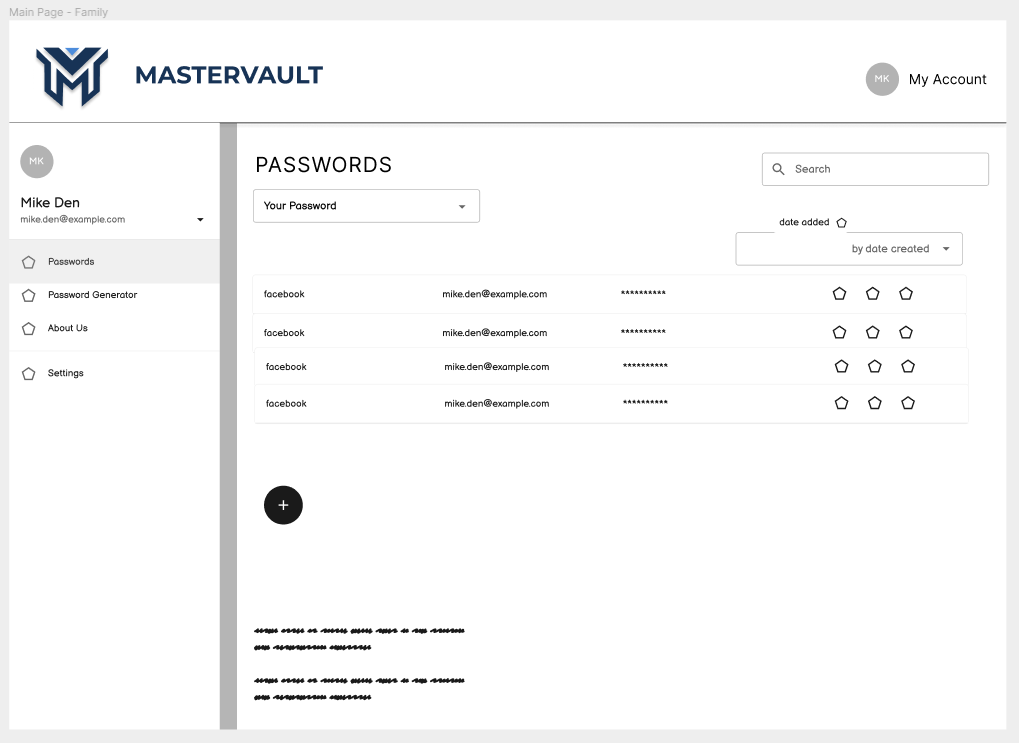 Main Page - Family
MASTERVAULT
MK
My Account
MK
Mike Den
mike.den@example.com
Passwords
Password Generator
About Us
Settings
PASSWORDS
Search
Your Password
date added
by date created
facebook mike.den@example.com **********
facebook mike.den@example.com **********
facebook mike.den@example.com **********
facebook mike.den@example.com **********
+